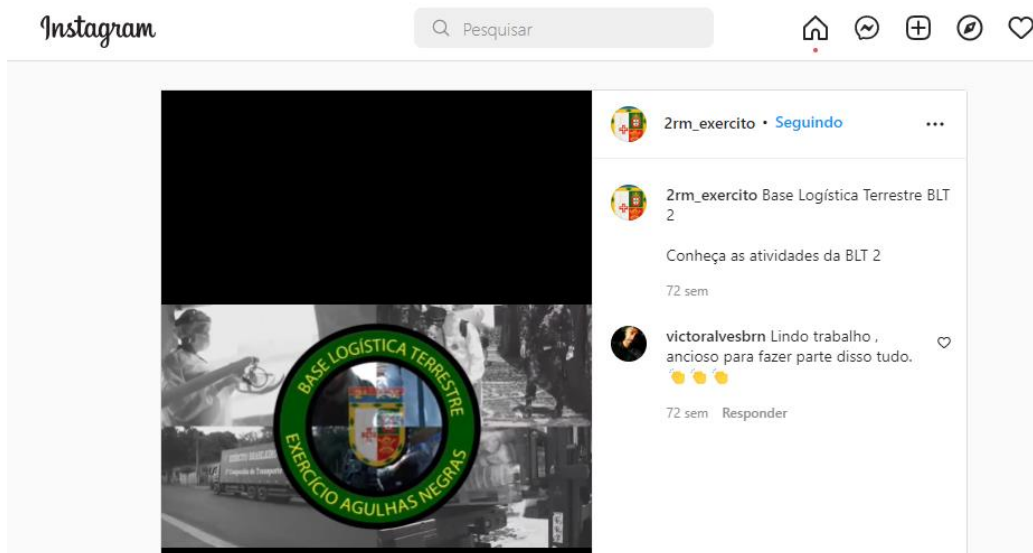 Instagram
Pesquisar
2rm_exercito • Seguindo
2rm_exercito Base Logística Terrestre BLT
2
Conheça as atividades da BLT 2
72 sem
victoralvesbrn Lindo trabalho ,
ancioso para fazer parte disso tudo.
👏👏👏
72 sem Responder
BASE LOGÍSTICA TERRESTRE
EXERCÍCIO AGULHAS NEGRAS